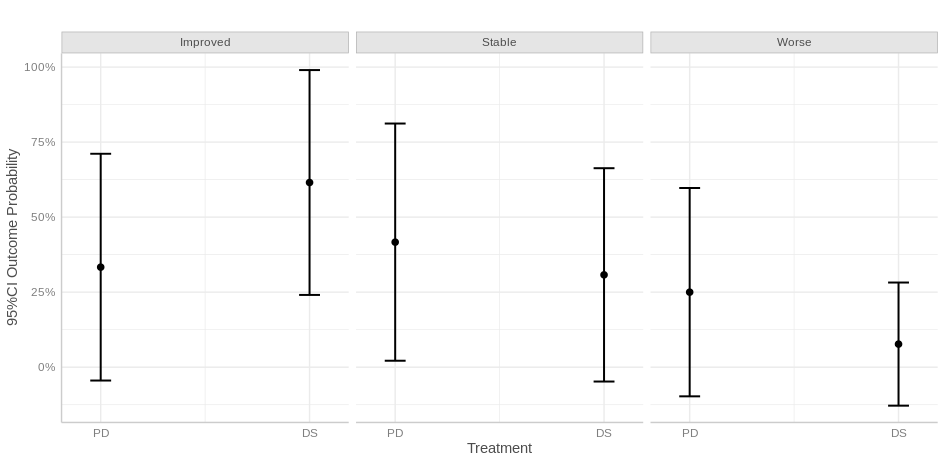 Improved Stable Worse
95%CI Outcome Probability
100%
75%
50%
25%
0%
PD DS PD DS PD DS
Treatment